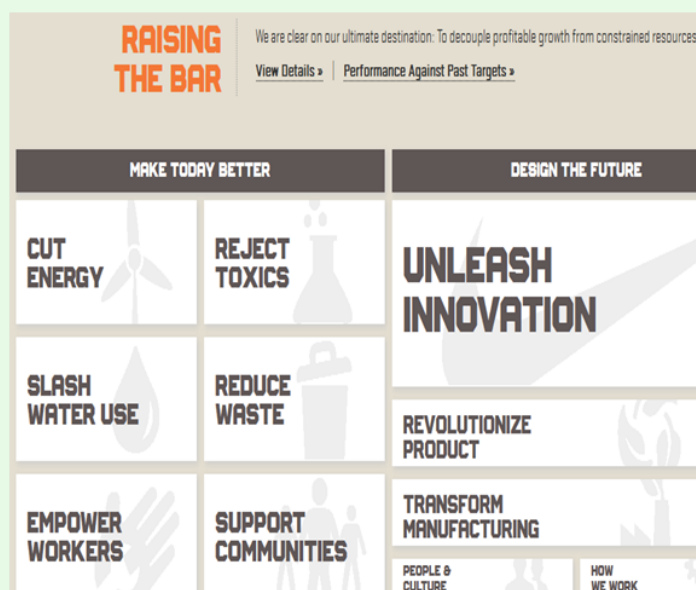 RAISING
THE BAR
We are clear on our ultimate destination: To decouple profitable growth from constrained resources
View Details »
Performance Against Past Targets »
MAKE TODAY BETTER
DESIGN THE FUTURE
CUT
ENERGY
REJECT
TOXICS
UNLEASH
INNOVATION
SLASH
WATER USE
REDUCE
WASTE
REVOLUTIONIZE
PRODUCT
TRANSFORM
MANUFACTURING
EMPOWER
WORKERS
SUPPORT
COMMUNITIES
PEOPLE &
CULTURE
HOW
WE WORK